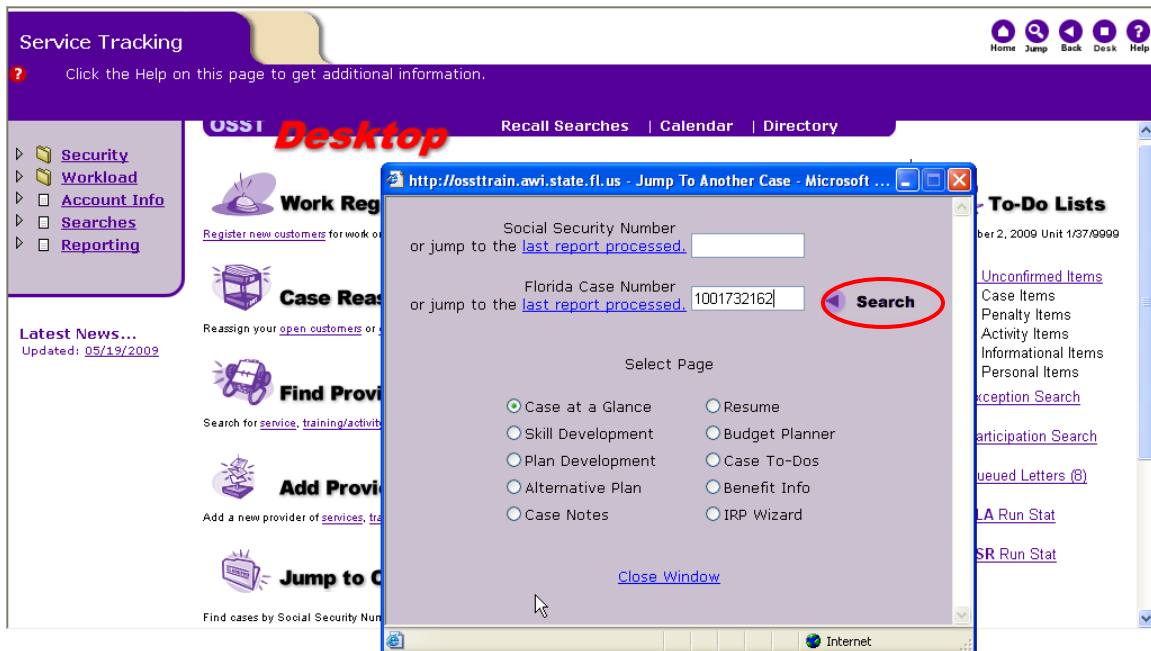 Service Tracking
Home Jump Back Desk Help
? Click the Help on this page to get additional information.
OSST Desktop
Recall Searches | Calendar | Directory
Security
Workload
Account Info
Searches
Reporting
Latest News...
Updated: 05/19/2009
Work Reg
Register new customers for work o
Case Reas
Reassign your open customers or
Find Provi
Search for service, training/activit
Add Provi
Add a new provider of services, tra
Jump to C
Find cases by Social Security Num
http://ossttrain.awi.state.fl.us - Jump To Another Case - Microsoft ...
Social Security Number
or jump to the last report processed.
Florida Case Number
or jump to the last report processed. 1001732162
Search
Select Page
Case at a Glance
Resume
Skill Development
Budget Planner
Plan Development
Case To-Dos
Alternative Plan
Benefit Info
Case Notes
IRP Wizard
Close Window
Internet
To-Do Lists
ber 2, 2009 Unit 1/37/9999
Unconfirmed Items
Case Items
Penalty Items
Activity Items
Informational Items
Personal Items
xception Search
articipation Search
ueued Letters (8)
LA Run Stat
SR Run Stat